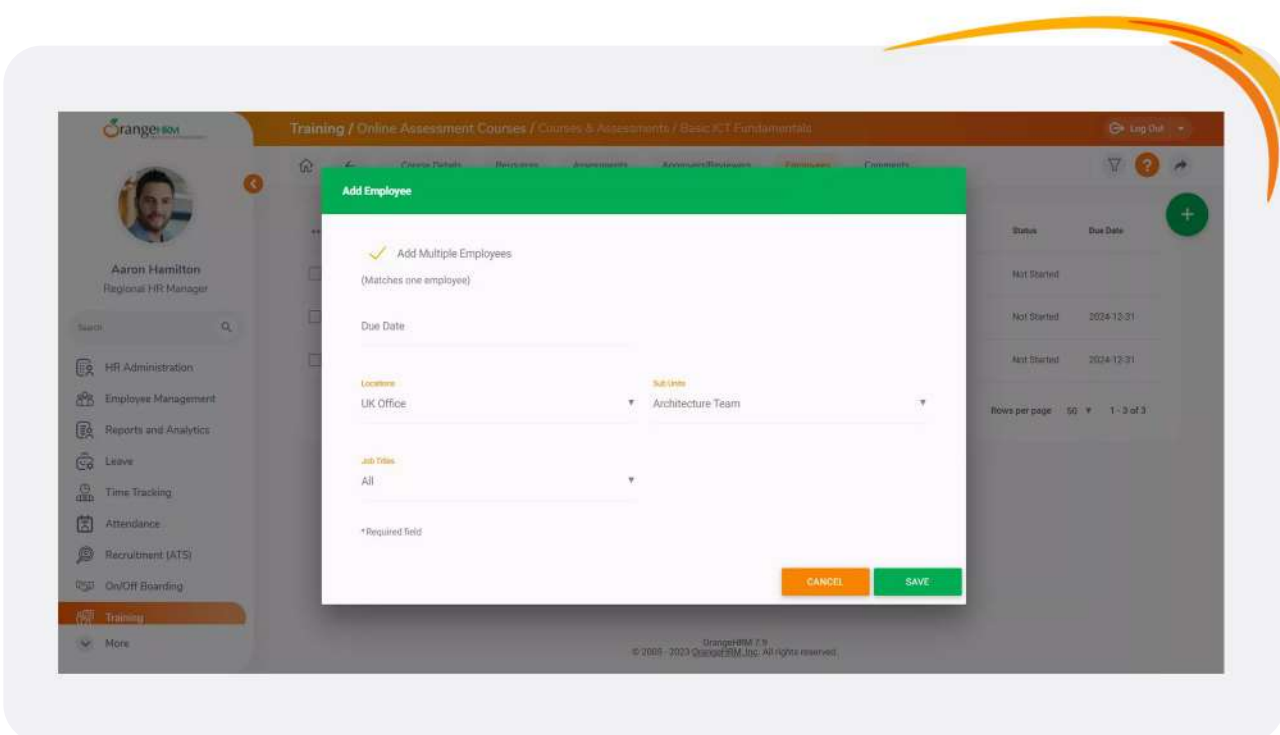 OrangeHRM
Training / Online Assessment Courses / Courses & Assessments / Basic ICT Fundamentals
Log Out
Course Details Resources Assessments Approvers/Reviewers Employees Comments
Add Employee
Add Multiple Employees
(Matches one employee)
Due Date
Locations Sub Units
UK Office Architecture Team
Job Titles
All
*Required field
CANCEL SAVE
Status Due Date
Not Started
Not Started 2024-12-31
Not Started 2024-12-31
Rows per page 50 1 - 3 of 3
Aaron Hamilton
Regional HR Manager
Search
HR Administration
Employee Management
Reports and Analytics
Leave
Time Tracking
Attendance
Recruitment (ATS)
On/Off Boarding
Training
More
OrangeHRM 7.9
© 2005 - 2023 OrangeHRM, Inc. All rights reserved.